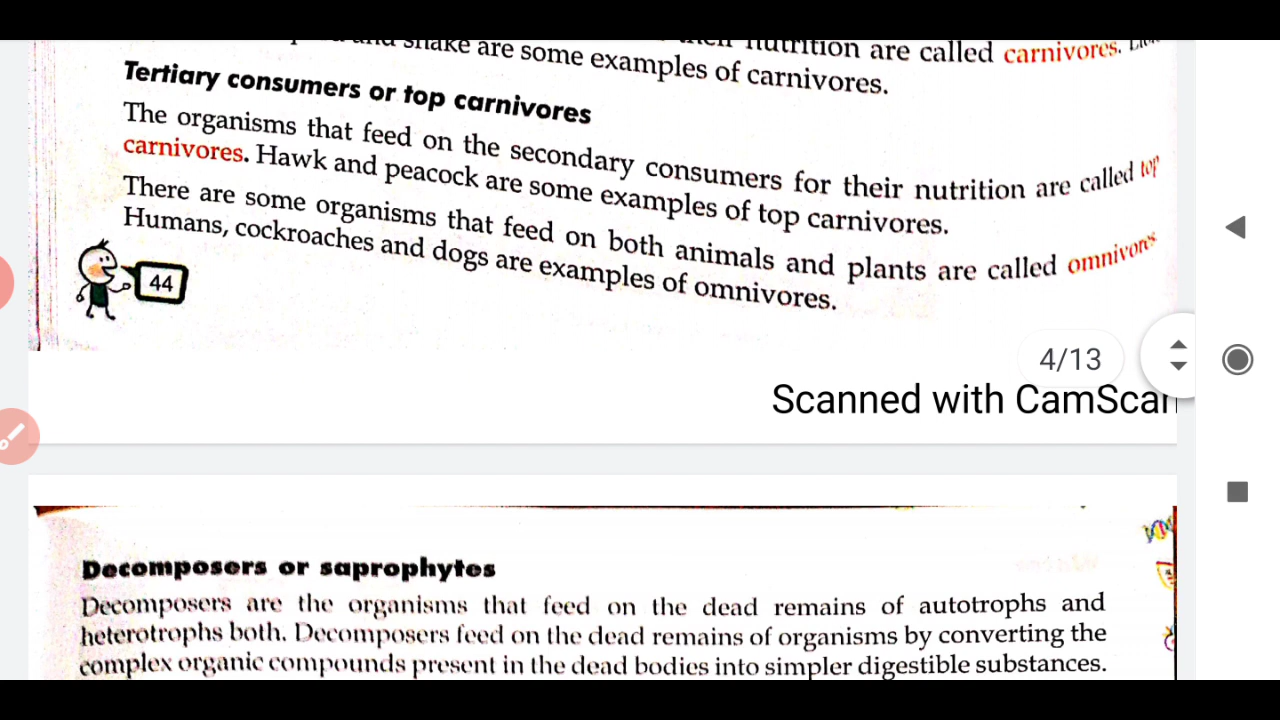 their nutrition are called carnivores.
and snake are some examples of carnivores.
Tertiary consumers or top carnivores
The organisms that feed on the secondary consumers for their nutrition are called top
carnivores. Hawk and peacock are some examples of top carnivores.
There are some organisms that feed on both animals and plants are called omnivores
Humans, cockroaches and dogs are examples of omnivores.
44
4/13
Scanned with CamScan
Decomposers or saprophytes
Decomposers are the organisms that feed on the dead remains of autotrophs and
heterotrophs both. Decomposers feed on the dead remains of organisms by converting the
complex organic compounds present in the dead bodies into simpler digestible substances.